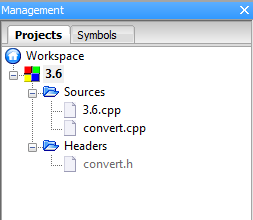 Management
Projects Symbols
Workspace
3.6
Sources
3.6.cpp
convert.cpp
Headers
convert.h